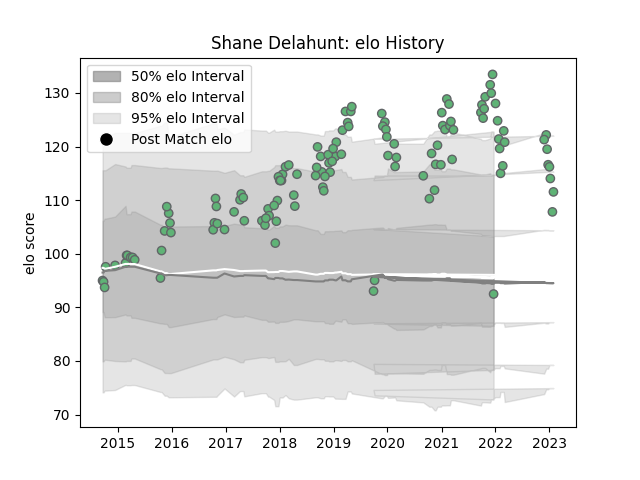 Shane Delahunt: elo History
50% elo Interval
80% elo Interval
95% elo Interval
Post Match elo
elo score
130
120
110
100
90
80
70
2015 2016 2017 2018 2019 2020 2021 2022 2023